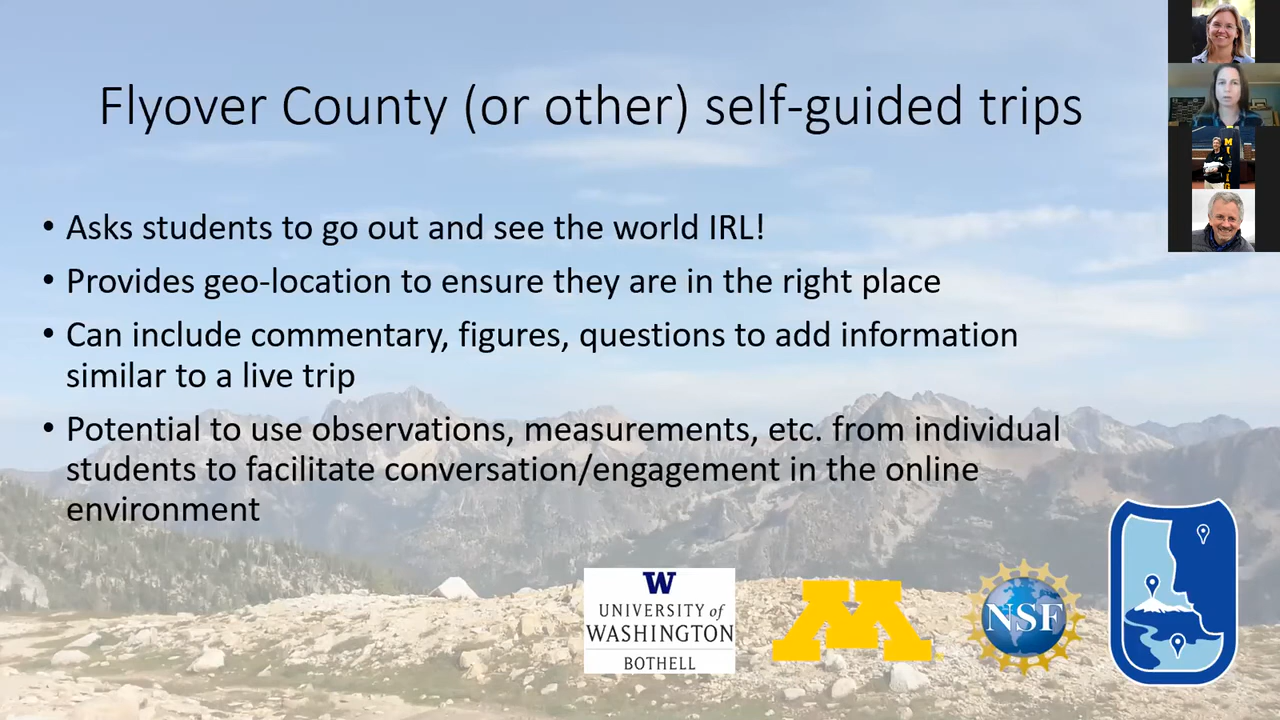 Flyover County (or other) self-guided trips
• Asks students to go out and see the world IRL!
• Provides geo-location to ensure they are in the right place
• Can include commentary, figures, questions to add information
similar to a live trip
• Potential to use observations, measurements, etc. from individual
students to facilitate conversation/engagement in the online
environment
W
UNIVERSITY of
WASHINGTON
BOTHELL
M
NSF